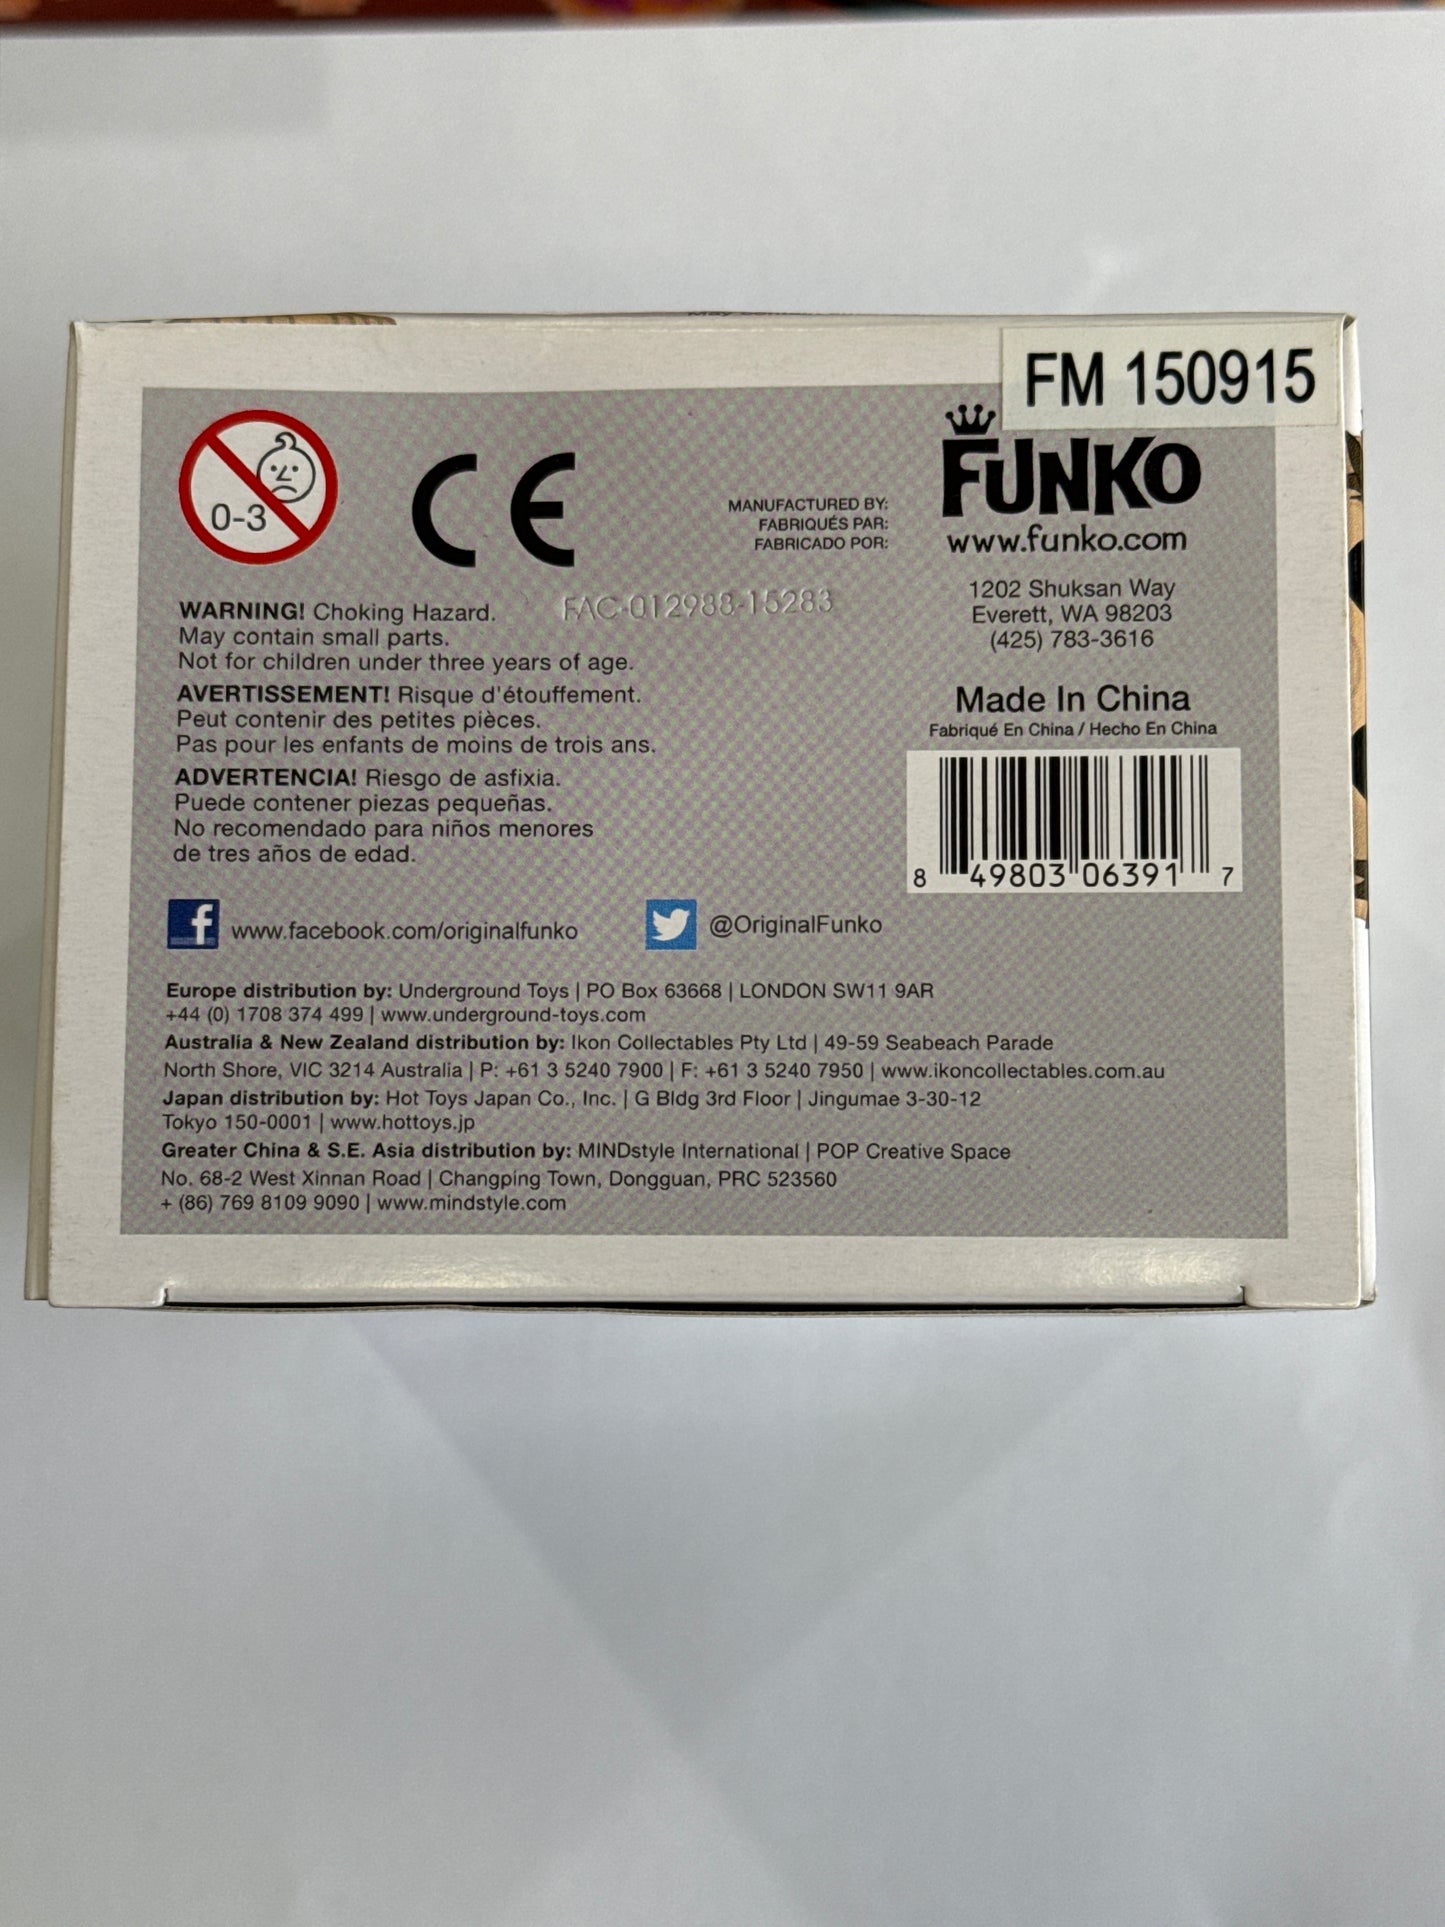 FM 150915
0-3
CE
MANUFACTURED BY:
FABRIQUÉS PAR:
FABRICADO POR:
FUNKO
www.funko.com
1202 Shuksan Way
Everett, WA 98203
(425) 783-3616
FAC-012988-15283
WARNING! Choking Hazard.
May contain small parts.
Not for children under three years of age.
AVERTISSEMENT! Risque d'étouffement.
Peut contenir des petites pièces.
Pas pour les enfants de moins de trois ans.
ADVERTENCIA! Riesgo de asfixia.
Puede contener piezas pequeñas.
No recomendado para niños menores
de tres años de edad.
Made In China
Fabriqué En China / Hecho En China
8 49803 06391 7
f www.facebook.com/originalfunko
@OriginalFunko
Europe distribution by: Underground Toys | PO Box 63668 | LONDON SW11 9AR
+44 (0) 1708 374 499 | www.underground-toys.com
Australia & New Zealand distribution by: Ikon Collectables Pty Ltd | 49-59 Seabeach Parade
North Shore, VIC 3214 Australia | P: +61 3 5240 7900 | F: +61 3 5240 7950 | www.ikoncollectables.com.au
Japan distribution by: Hot Toys Japan Co., Inc. | G Bldg 3rd Floor | Jingumae 3-30-12
Tokyo 150-0001 | www.hottoys.jp
Greater China & S.E. Asia distribution by: MINDstyle International | POP Creative Space
No. 68-2 West Xinnan Road | Changping Town, Dongguan, PRC 523560
+ (86) 769 8109 9090 | www.mindstyle.com